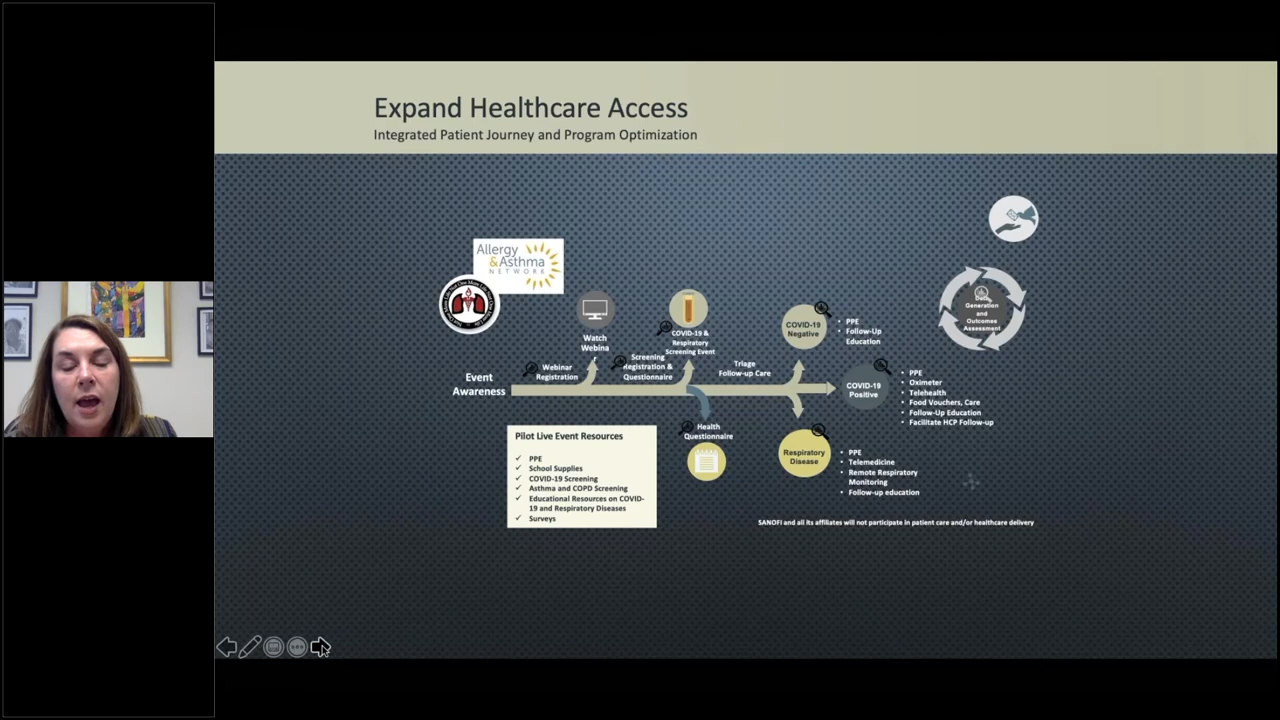 Expand Healthcare Access
Integrated Patient Journey and Program Optimization
Allergy
&Asthma
NETWORK
Watch
Webina
r
COVID-19 &
Respiratory
Screening Event
COVID-19
Negative
• PPE
• Follow-Up
Education
Data
Generation
and
Outcomes
Assessment
Event
Awareness
Webinar
Registration
Screening
Registration &
Questionnaire
Triage
Follow-up Care
COVID-19
Positive
• PPE
• Oximeter
• Telehealth
• Food Vouchers, Care
• Follow-Up Education
• Facilitate HCP Follow-up
Health
Questionnaire
Respiratory
Disease
• PPE
• Telemedicine
• Remote Respiratory
Monitoring
• Follow-up education
Pilot Live Event Resources
✓ PPE
✓ School Supplies
✓ COVID-19 Screening
✓ Asthma and COPD Screening
✓ Educational Resources on COVID-
19 and Respiratory Diseases
✓ Surveys
SANOFI and all its affiliates will not participate in patient care and/or healthcare delivery